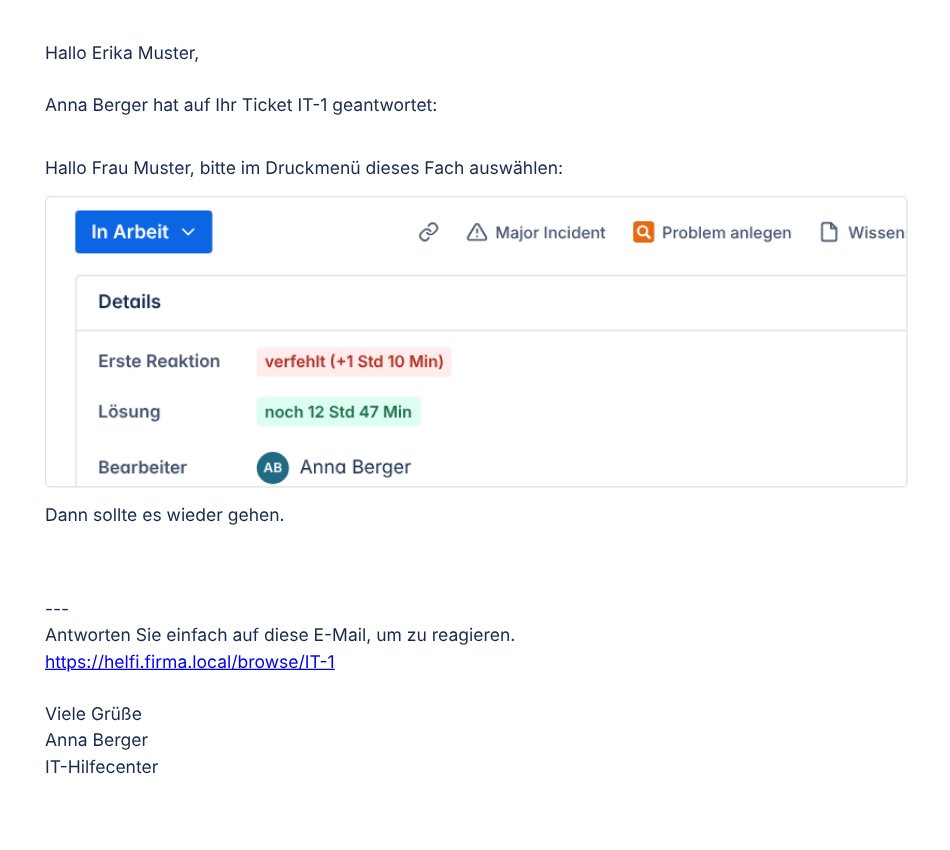 Hallo Erika Muster,
Anna Berger hat auf Ihr Ticket IT-1 geantwortet:
Hallo Frau Muster, bitte im Druckmenü dieses Fach auswählen:
In Arbeit
Major Incident
Problem anlegen
Wissen
Details
Erste Reaktion verfehlt (+1 Std 10 Min)
Lösung noch 12 Std 47 Min
Bearbeiter AB Anna Berger
Dann sollte es wieder gehen.
---
Antworten Sie einfach auf diese E-Mail, um zu reagieren.
https://helfi.firma.local/browse/IT-1
Viele Grüße
Anna Berger
IT-Hilfecenter